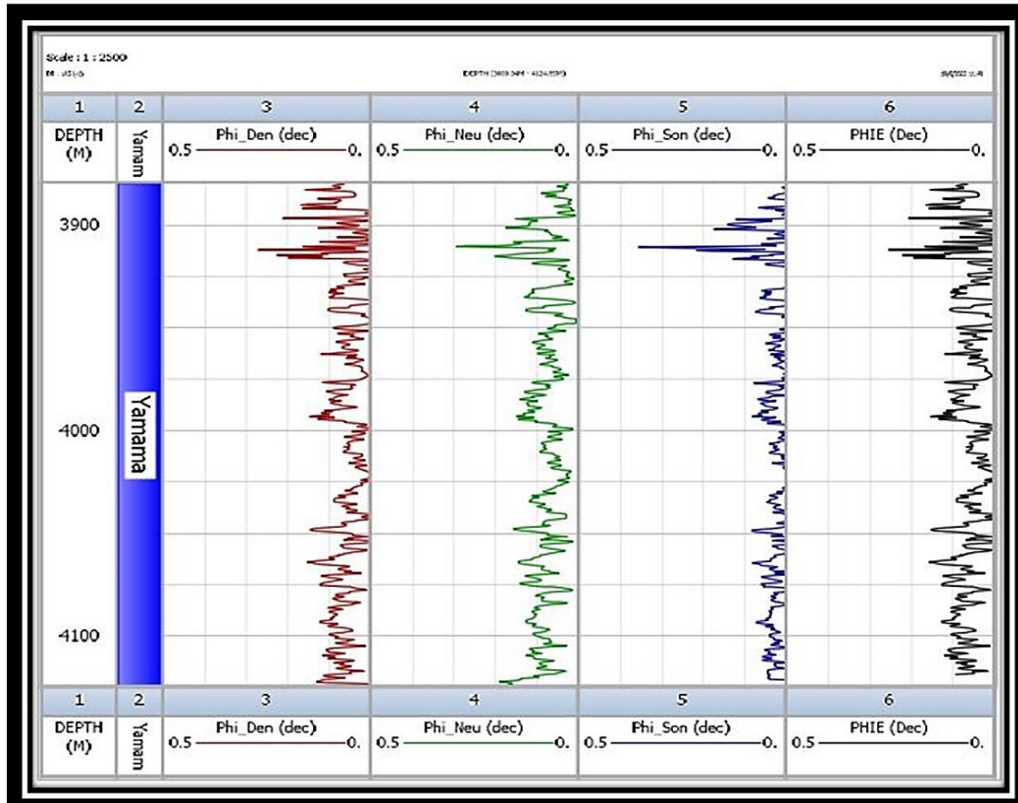 Scale : 1 : 2500
1 2 3 4 5 6
DEPTH (M) Yamam Phi_Den (dec) Phi_Neu (dec) Phi_Son (dec) PHIE (Dec)
0.5 0. 0.5 0. 0.5 0. 0.5 0.
3900
Yamama
4000
4100
1 2 3 4 5 6
DEPTH (M) Yamam Phi_Den (dec) Phi_Neu (dec) Phi_Son (dec) PHIE (Dec)
0.5 0. 0.5 0. 0.5 0. 0.5 0.